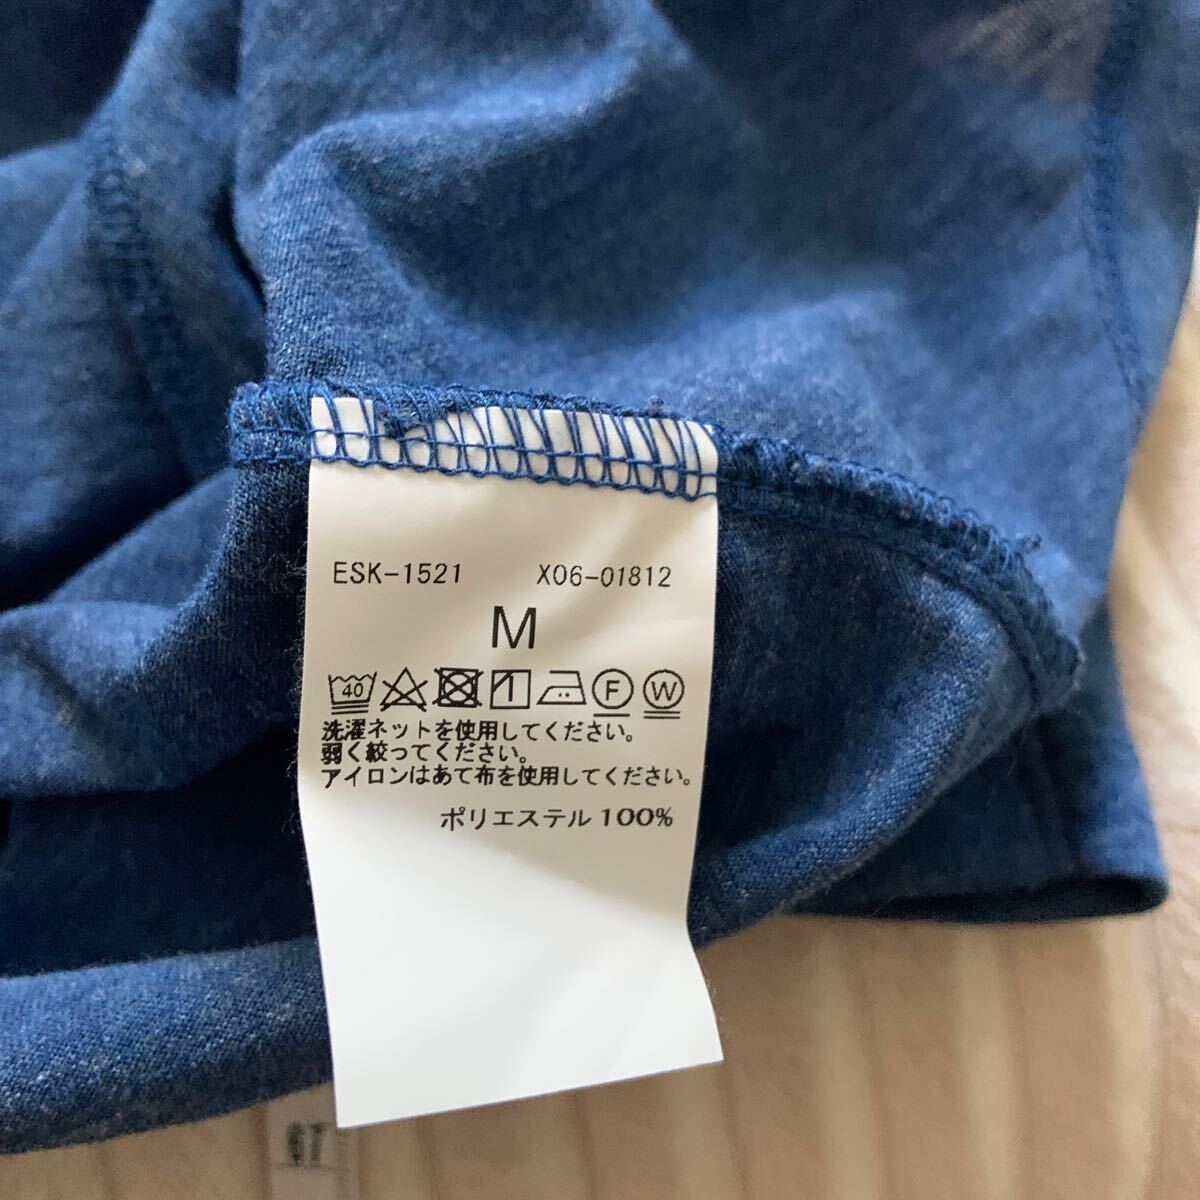 ESK-1521 X06-01812
M
40 F W
洗濯ネットを使用してください。
弱く絞ってください。
アイロンはあて布を使用してください。
ポリエステル 100%
67